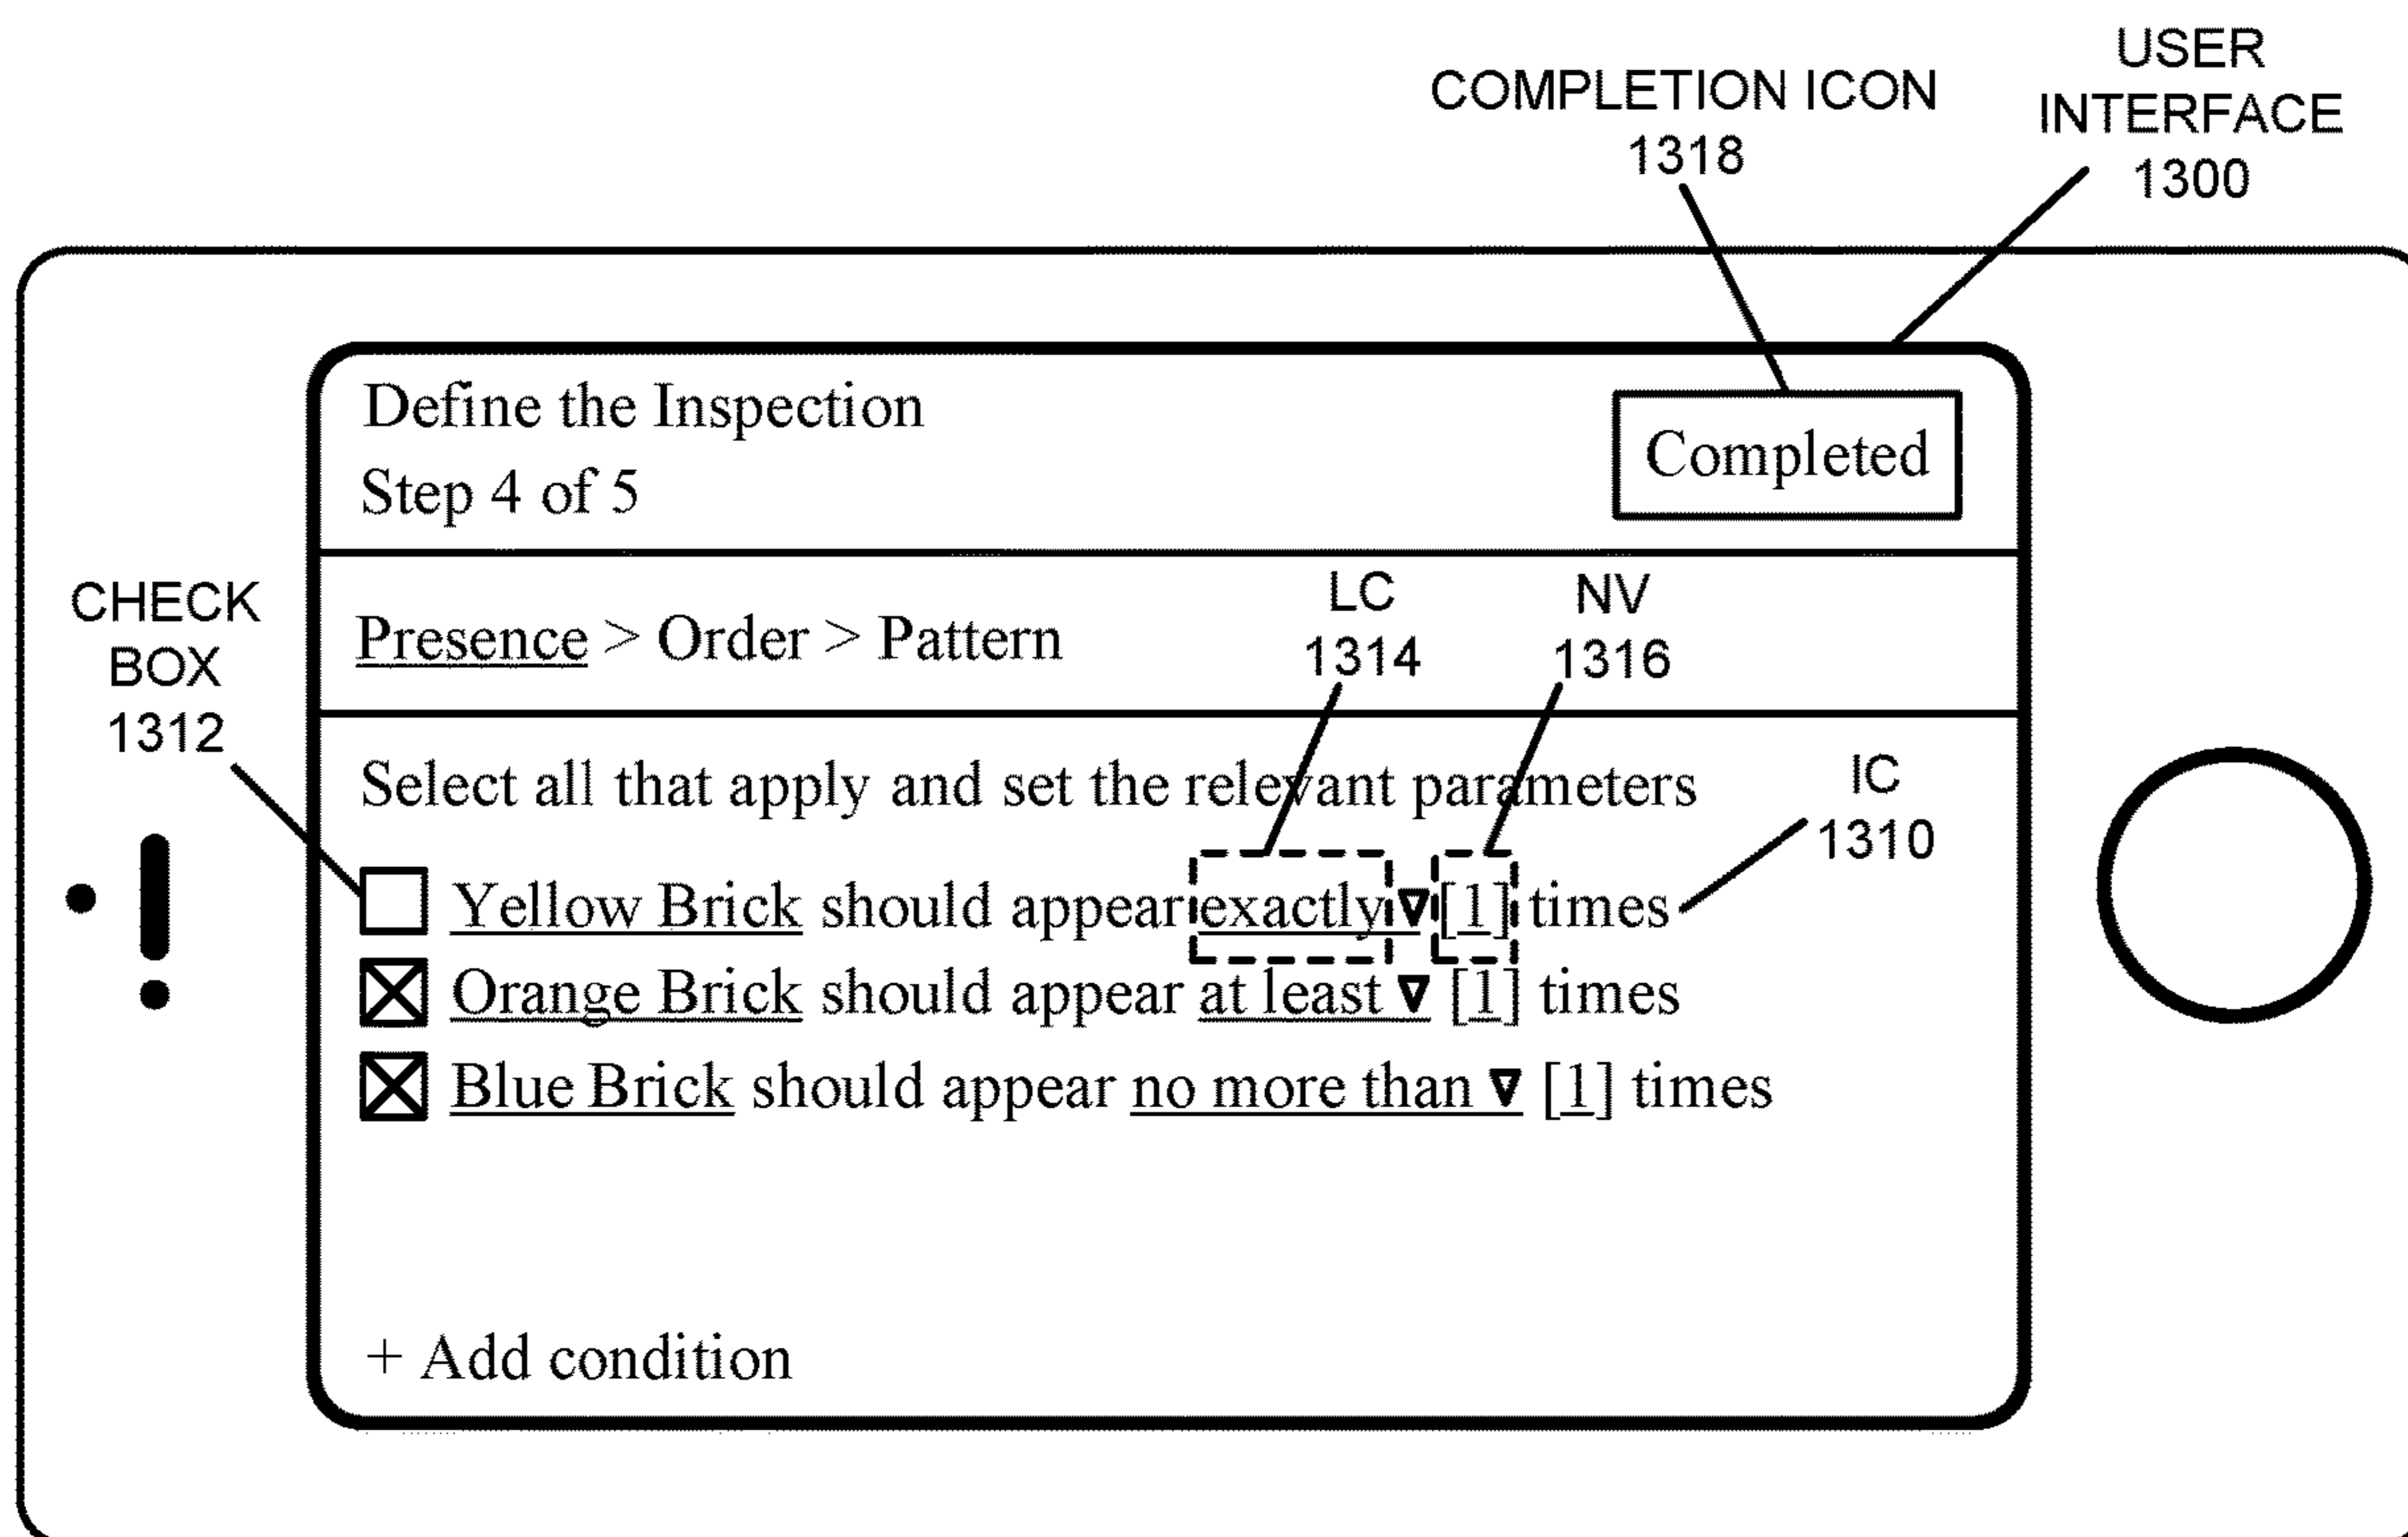 COMPLETION ICON
1318
USER
INTERFACE
1300
Define the Inspection
Step 4 of 5
Completed
CHECK
BOX
1312
Presence > Order > Pattern
LC
1314
NV
1316
Select all that apply and set the relevant parameters
IC
1310
Yellow Brick should appear exactly ▼ [1] times
Orange Brick should appear at least ▼ [1] times
Blue Brick should appear no more than ▼ [1] times
+ Add condition